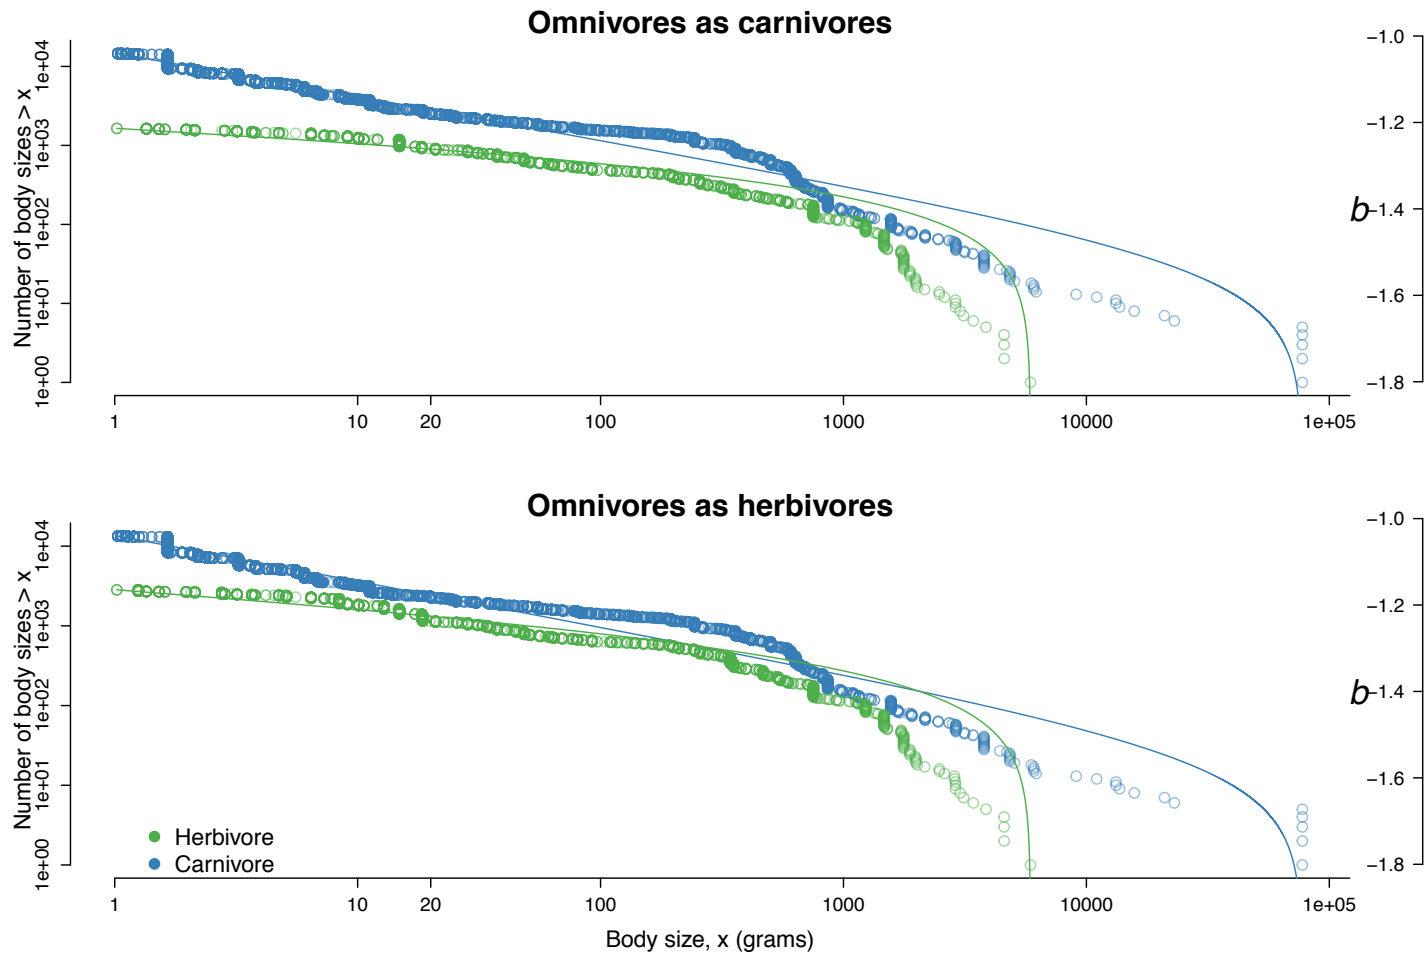 Omnivores as carnivores
Number of body sizes > x
1e+04
1e+03
1e+02
1e+01
1e+00
1 10 20 100 1000 10000 1e+05
b
−1.0
−1.2
−1.4
−1.6
−1.8
Omnivores as herbivores
Number of body sizes > x
1e+04
1e+03
1e+02
1e+01
1e+00
Herbivore
Carnivore
1 10 20 100 1000 10000 1e+05
Body size, x (grams)
b
−1.0
−1.2
−1.4
−1.6
−1.8